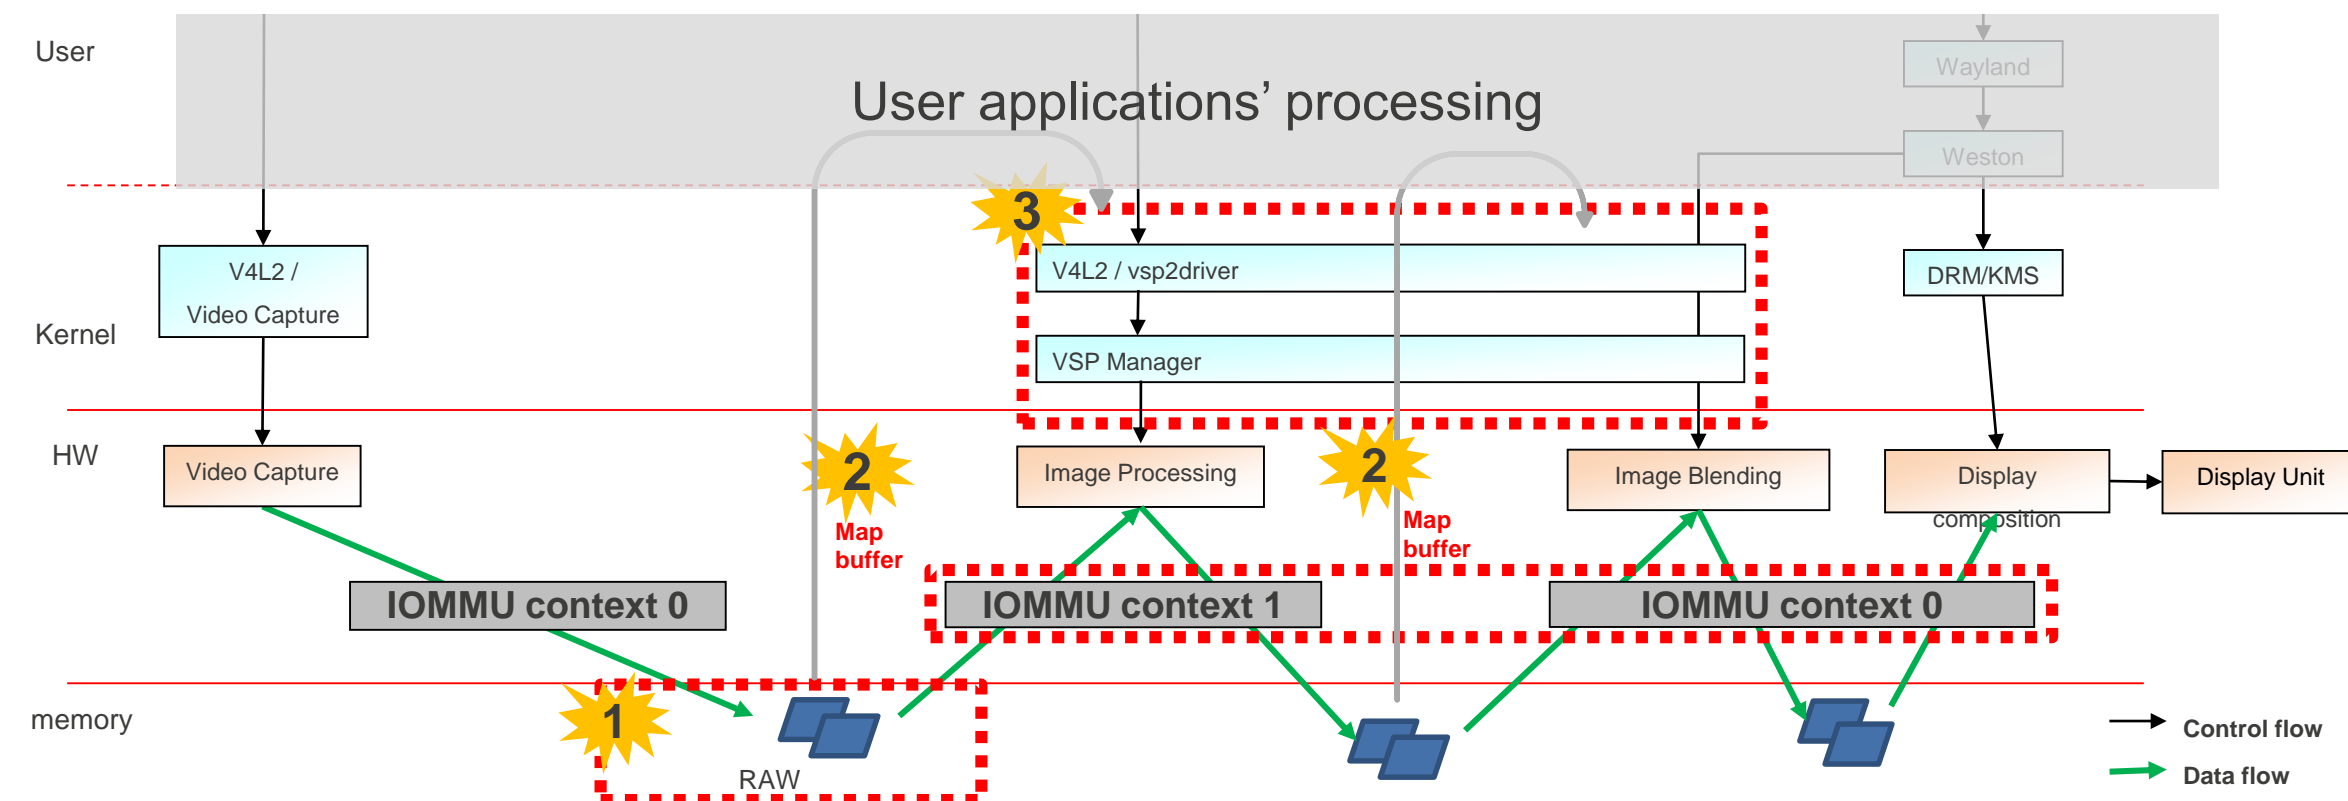 User
Wayland
User applications’ processing
Weston
3
V4L2 /
Video Capture
V4L2 / vsp2driver
DRM/KMS
Kernel
VSP Manager
HW
Video Capture
2
Image Processing
2
Image Blending
Display
composition
Display Unit
Map
buffer
Map
buffer
IOMMU context 0
IOMMU context 1
IOMMU context 0
memory
1
RAW
Control flow
Data flow